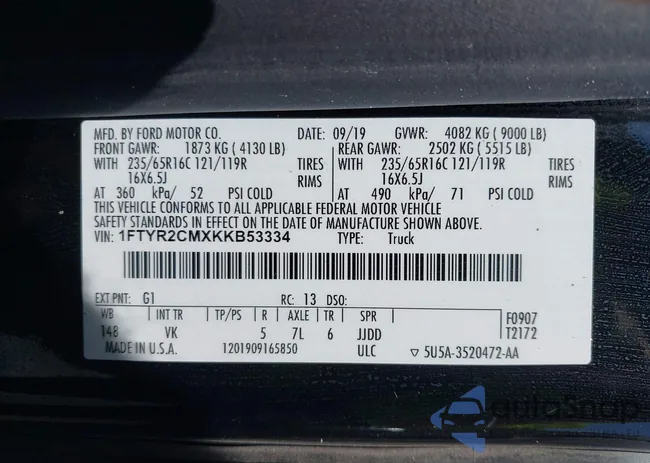 MFD. BY FORD MOTOR CO. DATE: 09/19 GVWR: 4082 KG ( 9000 LB)
FRONT GAWR: 1873 KG ( 4130 LB) REAR GAWR: 2502 KG ( 5515 LB)
WITH 235/65R16C 121/119R TIRES WITH 235/65R16C 121/119R TIRES
16X6.5J RIMS 16X6.5J RIMS
AT 360 kPa/ 52 PSI COLD AT 490 kPa/ 71 PSI COLD
THIS VEHICLE CONFORMS TO ALL APPLICABLE FEDERAL MOTOR VEHICLE
SAFETY STANDARDS IN EFFECT ON THE DATE OF MANUFACTURE SHOWN ABOVE.
VIN: 1FTYR2CMXKKB53334 TYPE: Truck
EXT PNT: G1 RC: 13 DSO:
WB INT TR TP/PS R AXLE TR SPR F0907
148 VK 5 7L 6 JJDD T2172
MADE IN U.S.A. 1201909165850 ULC ▽ 5U5A-3520472-AA
autoSnap